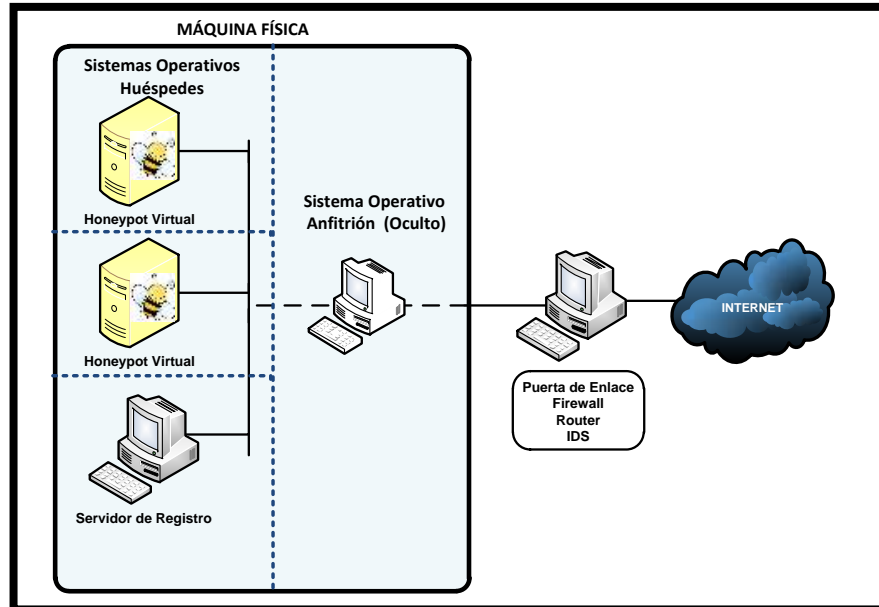 MÁQUINA FÍSICA
Sistemas Operativos
Huéspedes
Honeypot Virtual
Honeypot Virtual
Servidor de Registro
Sistema Operativo
Anfitrión (Oculto)
Puerta de Enlace
Firewall
Router
IDS
INTERNET